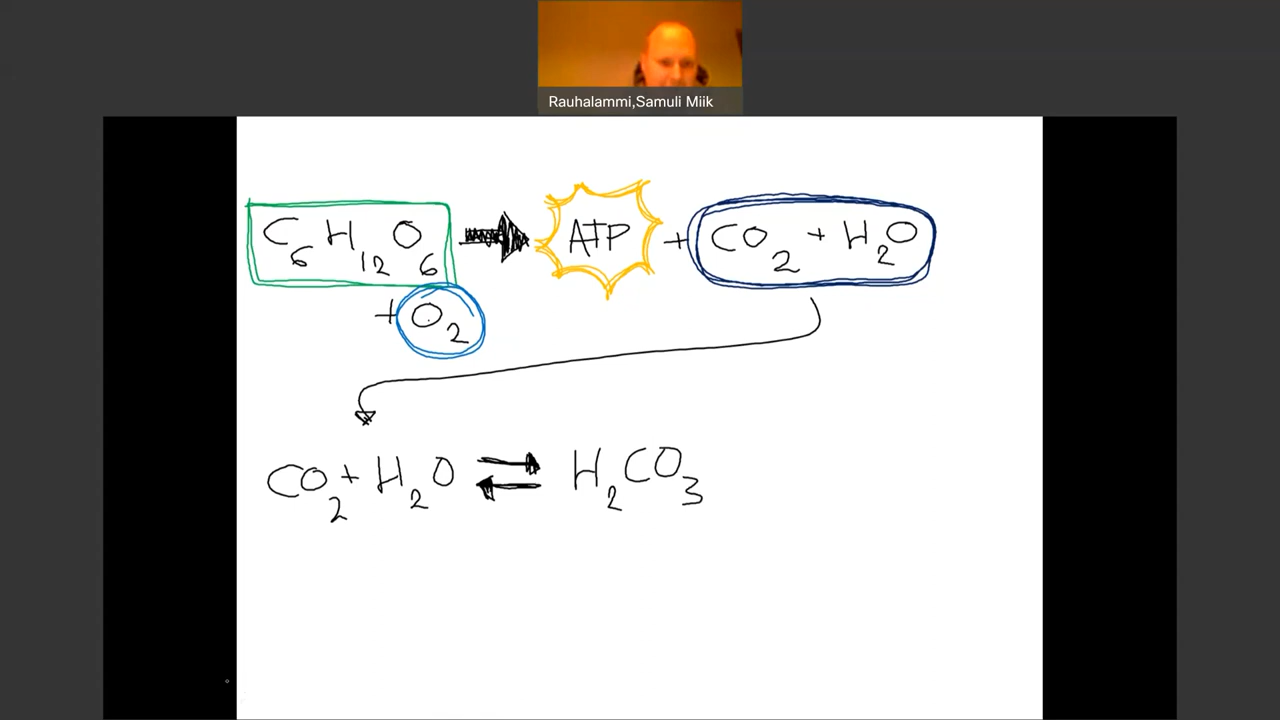 Rauhalammi,Samuli Miik
C6H12O6 → ATP + CO2 + H2O
+ O2
CO2 + H2O ⇄ H2CO3